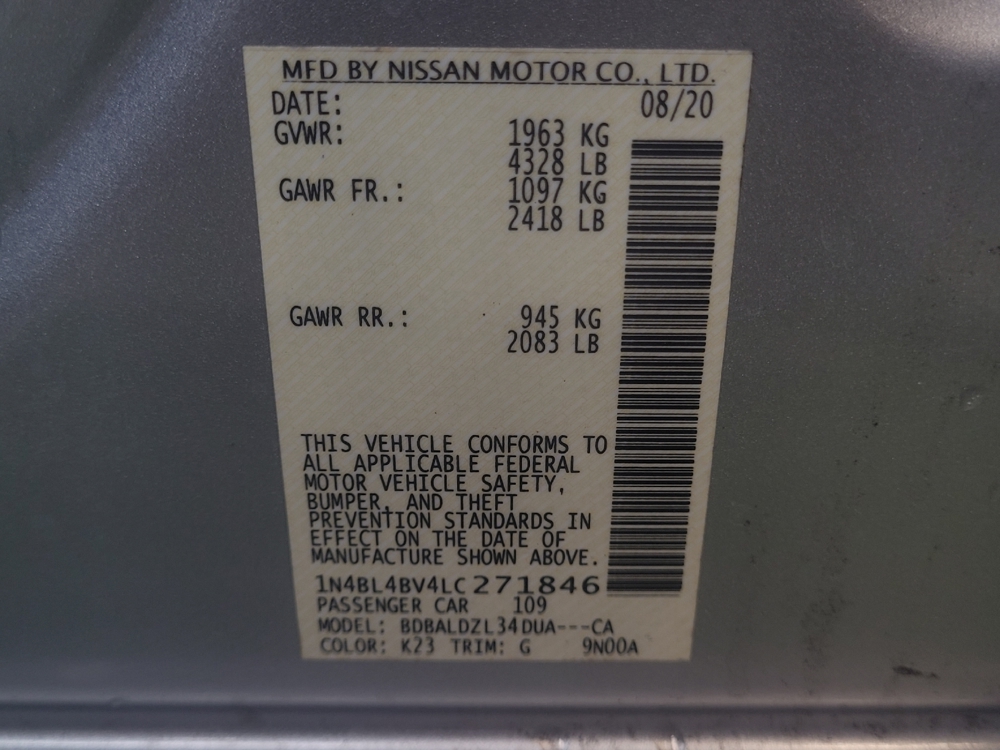 MFD BY NISSAN MOTOR CO., LTD.
DATE: 08/20
GVWR: 1963 KG
4328 LB
GAWR FR.: 1097 KG
2418 LB
GAWR RR.: 945 KG
2083 LB
THIS VEHICLE CONFORMS TO
ALL APPLICABLE FEDERAL
MOTOR VEHICLE SAFETY,
BUMPER, AND THEFT
PREVENTION STANDARDS IN
EFFECT ON THE DATE OF
MANUFACTURE SHOWN ABOVE.
1N4BL4BV4LC271846
PASSENGER CAR 109
MODEL: BDBALDZL34DUA---CA
COLOR: K23 TRIM: G 9N00A